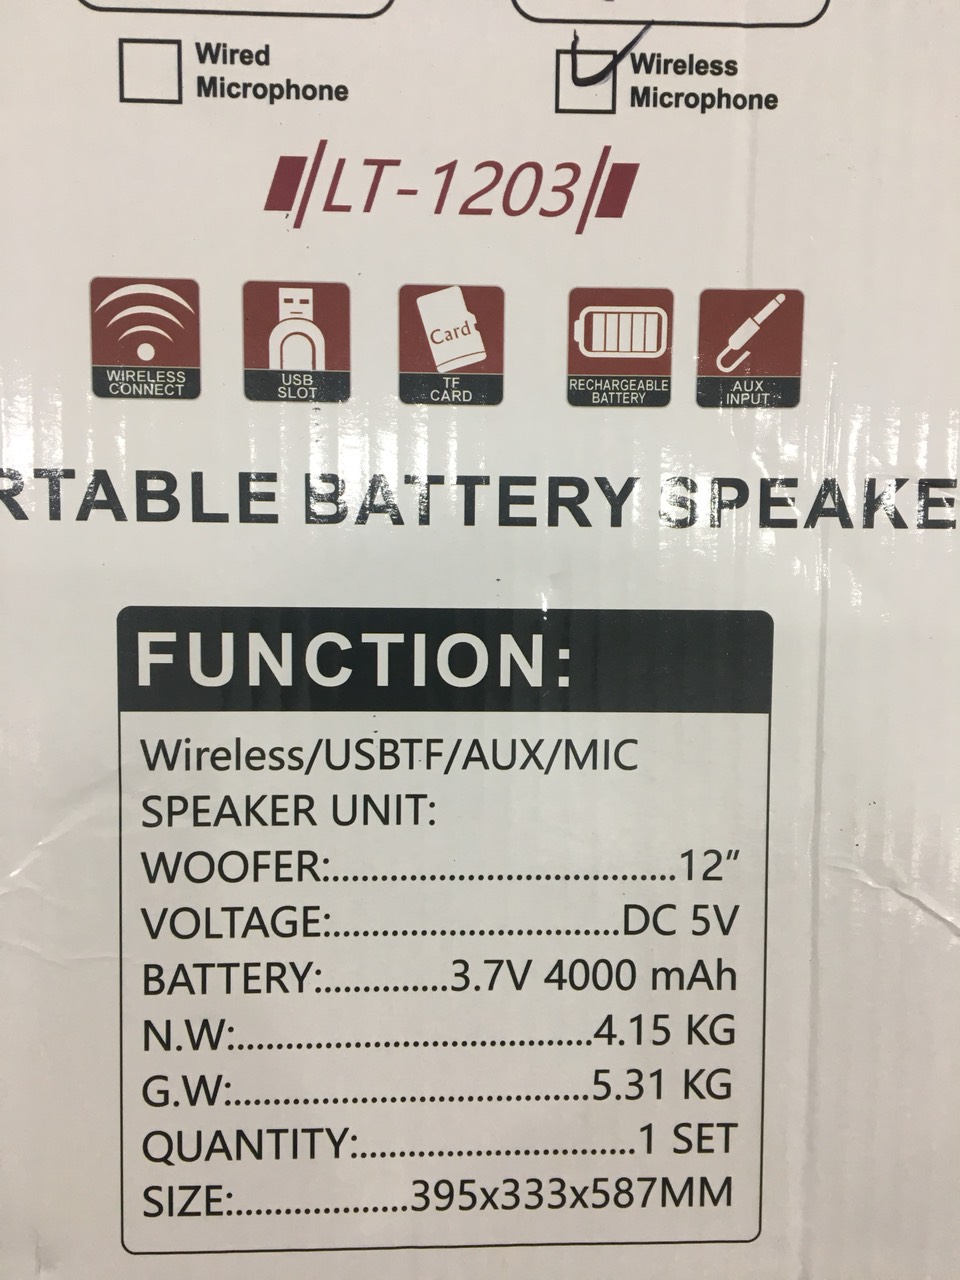 Wired
Microphone
Wireless
Microphone
LT-1203
WIRELESS
CONNECT
USB
SLOT
Card
TF
CARD
RECHARGEABLE
BATTERY
AUX
INPUT
RTABLE BATTERY SPEAKE
FUNCTION:
Wireless/USBTF/AUX/MIC
SPEAKER UNIT:
WOOFER:....................................12"
VOLTAGE:..............................DC 5V
BATTERY:.............3.7V 4000 mAh
N.W:.....................................4.15 KG
G.W:.....................................5.31 KG
QUANTITY:.............................1 SET
SIZE:..................395x333x587MM